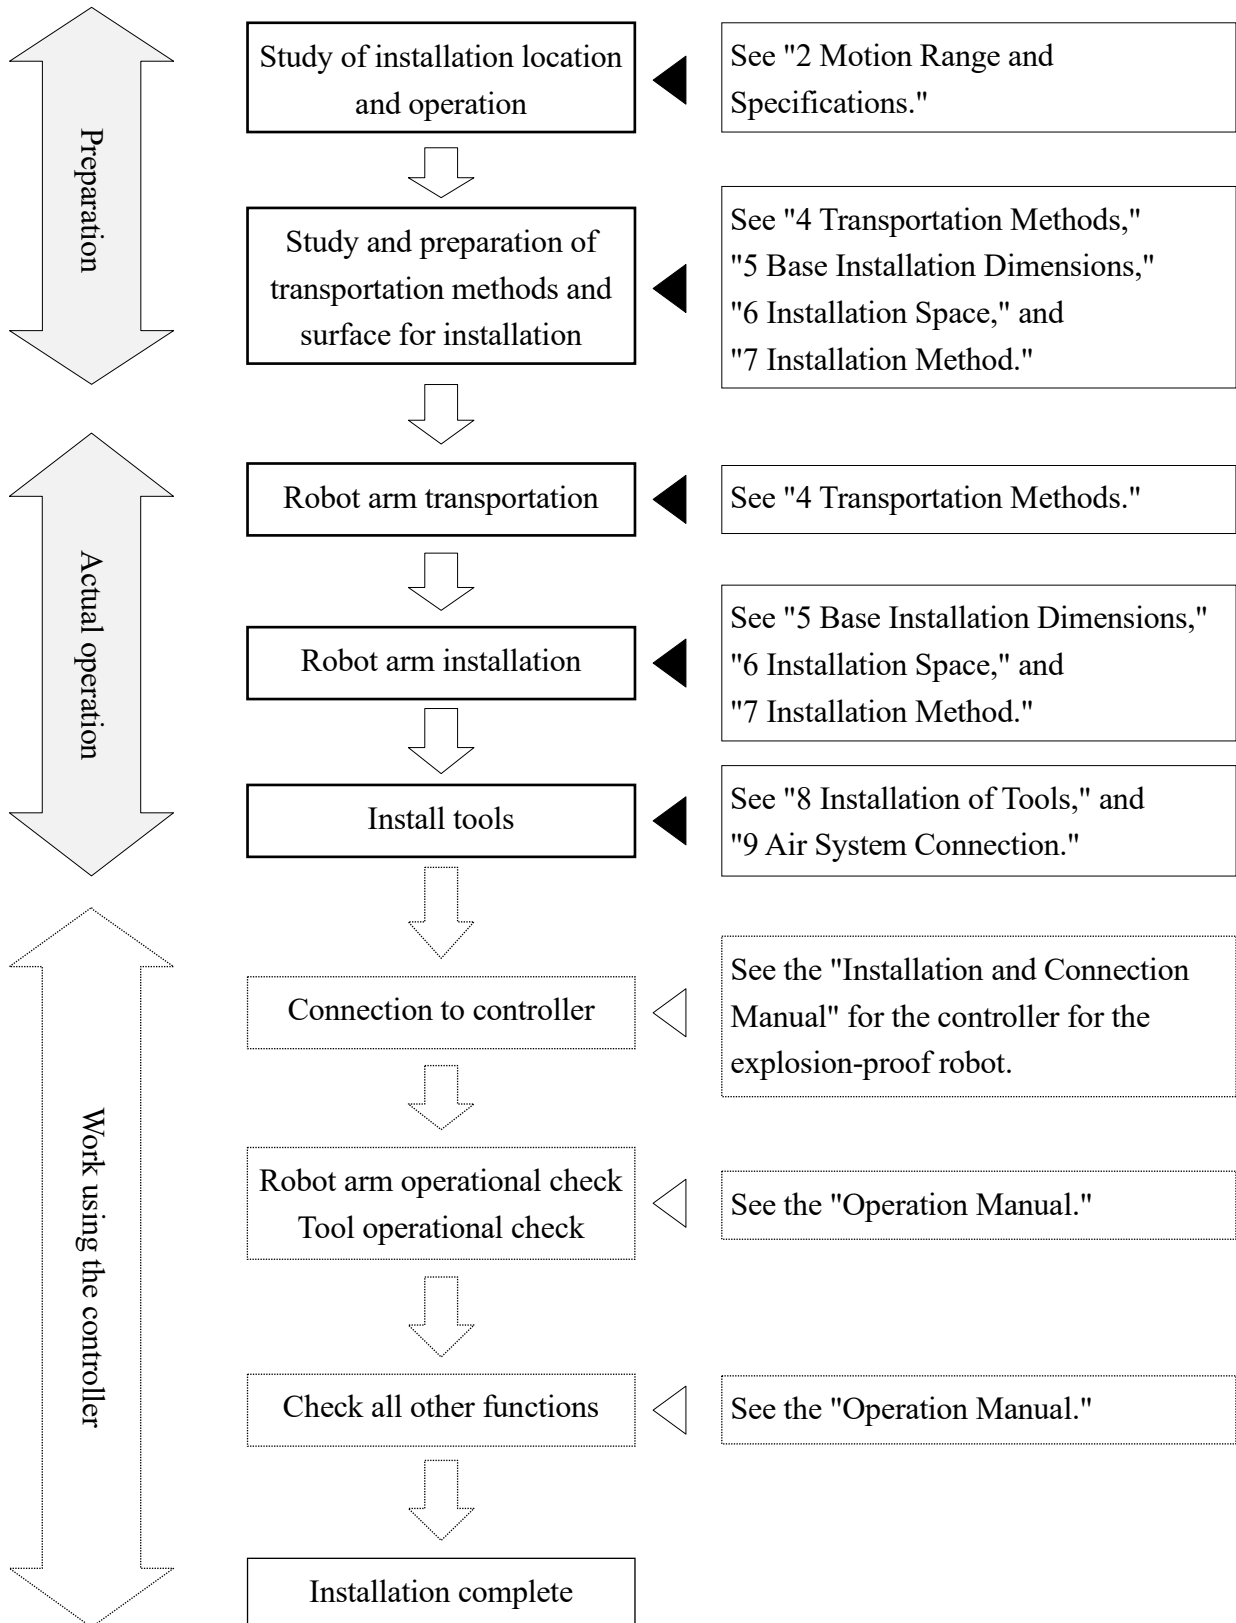 Preparation
Study of installation location
and operation
See "2 Motion Range and
Specifications."
Study and preparation of
transportation methods and
surface for installation
See "4 Transportation Methods,"
"5 Base Installation Dimensions,"
"6 Installation Space," and
"7 Installation Method."
Actual operation
Robot arm transportation
See "4 Transportation Methods."
Robot arm installation
See "5 Base Installation Dimensions,"
"6 Installation Space," and
"7 Installation Method."
Install tools
See "8 Installation of Tools," and
"9 Air System Connection."
Work using the controller
Connection to controller
See the "Installation and Connection
Manual" for the controller for the
explosion-proof robot.
Robot arm operational check
Tool operational check
See the "Operation Manual."
Check all other functions
See the "Operation Manual."
Installation complete